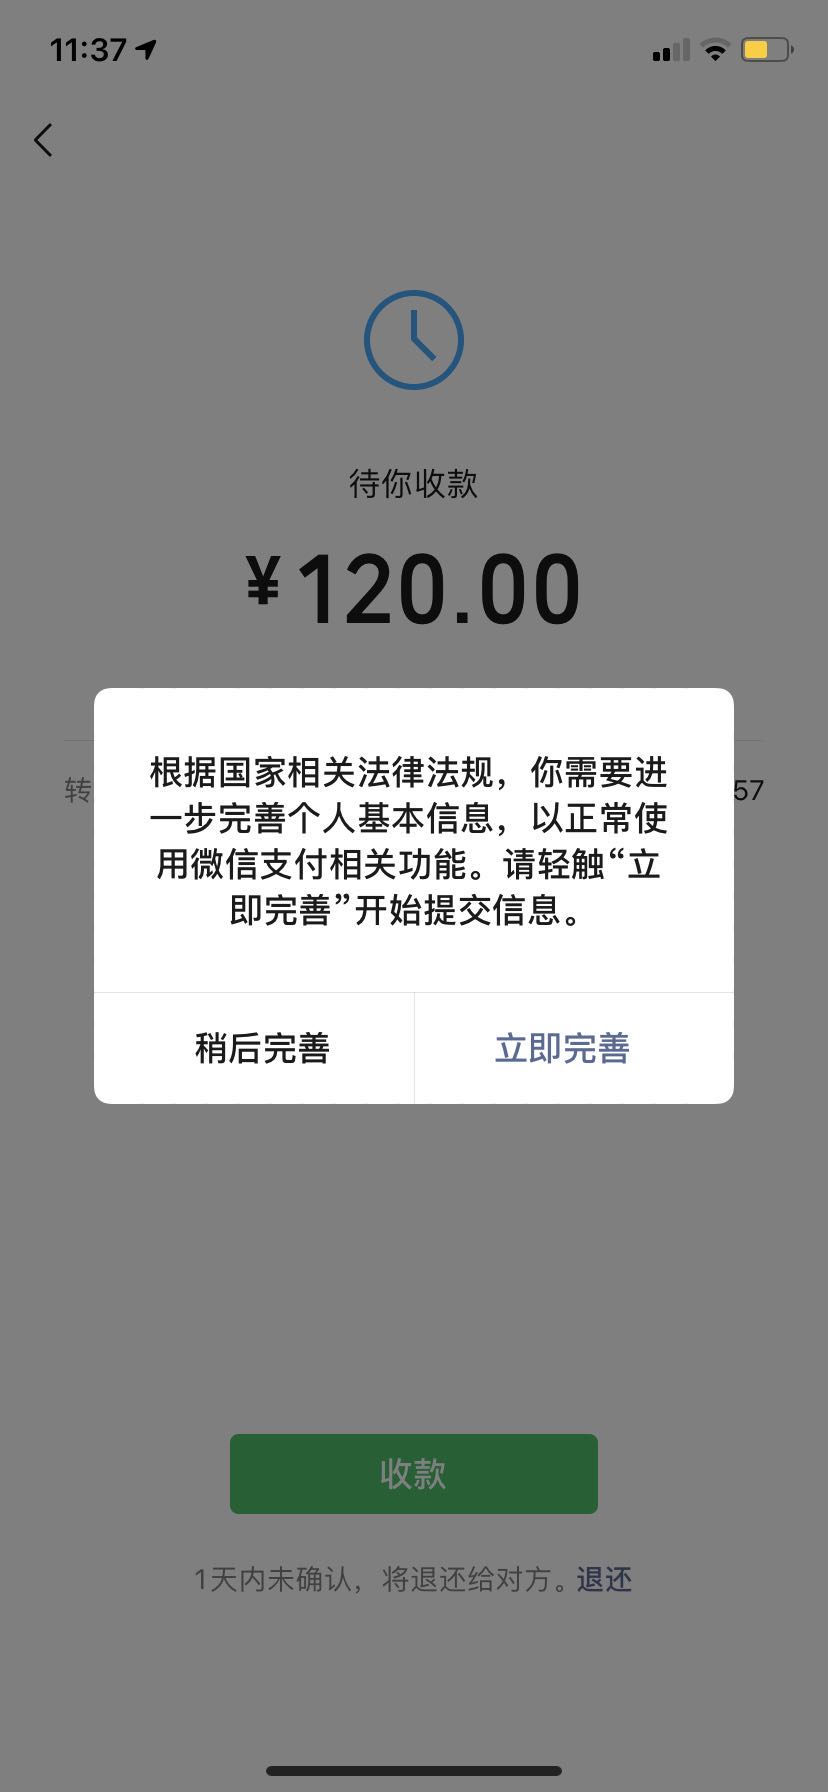 11:37
待你收款
¥120.00
转
57
根据国家相关法律法规，你需要进
一步完善个人基本信息，以正常使
用微信支付相关功能。请轻触“立
即完善”开始提交信息。
稍后完善
立即完善
收款
1天内未确认，将退还给对方。退还